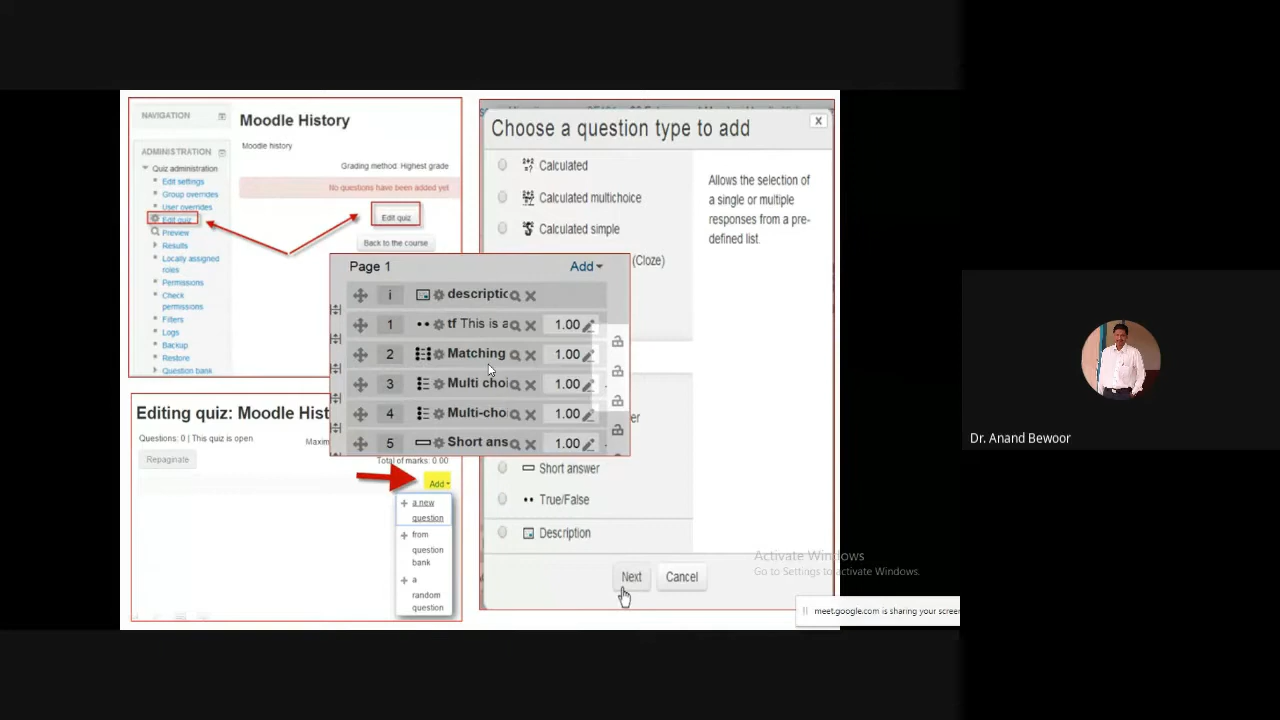 NAVIGATION
Moodle History
Moodle history
ADMINISTRATION
Quiz administration
Edit settings
Group overrides
User overrides
Edit quiz
Preview
Results
Locally assigned
roles
Permissions
Check
permissions
Filters
Logs
Backup
Restore
Question bank
Grading method: Highest grade
No questions have been added yet
Edit quiz
Back to the course
Editing quiz: Moodle Hist
Questions: 0 | This quiz is open
Maxim
Repaginate
Total of marks: 0.00
Add
a new
question
from
question
bank
a
random
question
Page 1
Add
i descriptic
1 tf This is a 1.00
2 Matching 1.00
3 Multi choi 1.00
4 Multi-cho 1.00
5 Short ans 1.00
Choose a question type to add
x
Calculated
Calculated multichoice
Calculated simple
(Cloze)
er
Short answer
True/False
Description
Allows the selection of
a single or multiple
responses from a pre-
defined list.
Next
Cancel
Activate Windows
Go to Settings to activate Windows.
meet.google.com is sharing your screen
Dr. Anand Bewoor